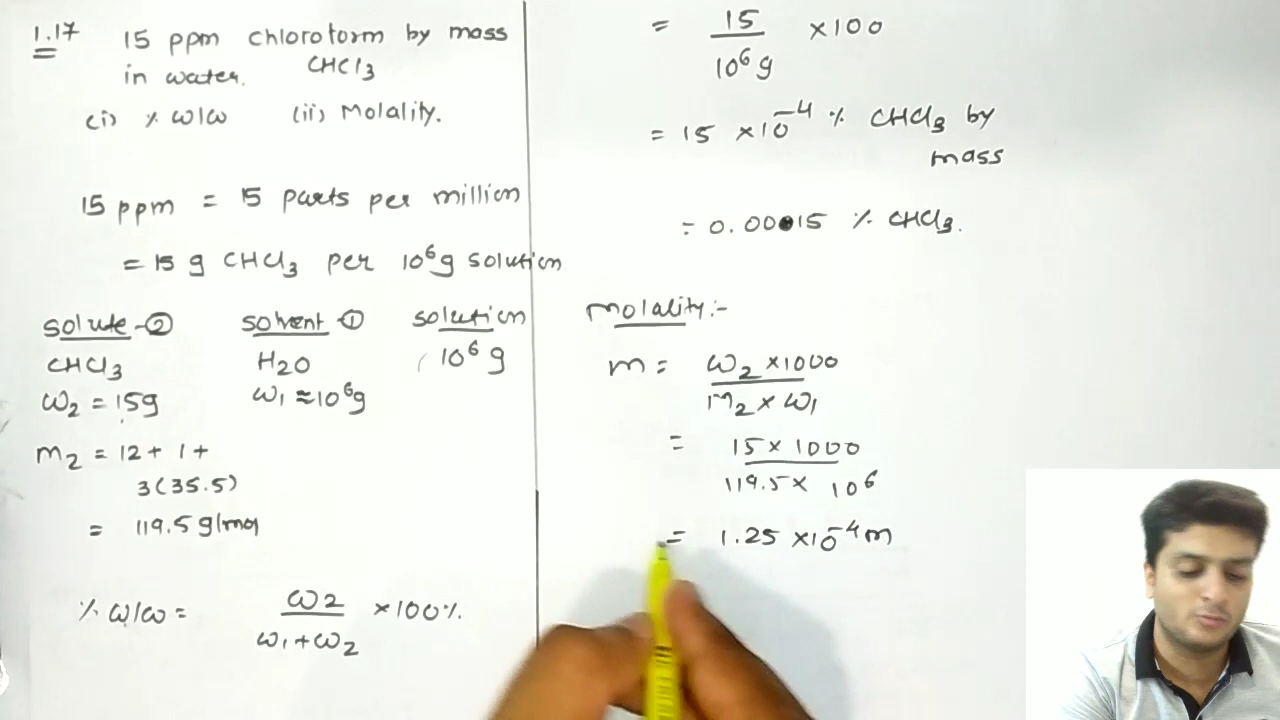 1.17 15 ppm chloroform by mass
in water. CHCl3
(i) % w/w (ii) Molality.
15 ppm = 15 parts per million
= 15 g CHCl3 per 10^6 g solution
solute-② solvent ① solution
CHCl3 H2O 10^6 g
w2 = 15g w1 ≈ 10^6 g
m2 = 12 + 1 +
3(35.5)
= 119.5 g/mol
% w/w = w2 / w1+w2 ×100%.
= 15 / 10^6 g ×100
= 15 ×10^-4 % CHCl3 by
mass
= 0.0015 % CHCl3.
Molality:-
m = w2 ×1000 / M2 × w1
= 15 × 1000 / 119.5 × 10^6
= 1.25 ×10^-4 m